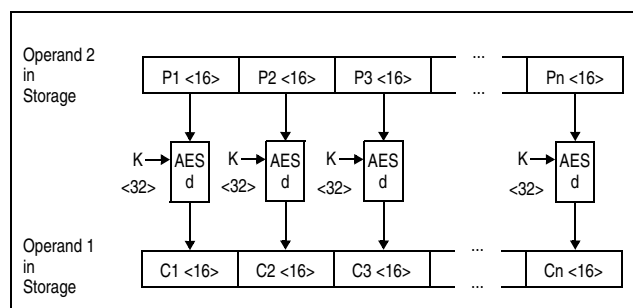 Operand 2
in
Storage
P1 <16> P2 <16> P3 <16> ... ... Pn <16>
K AES d <32> K AES d <32> K AES d <32> K AES d <32>
Operand 1
in
Storage
C1 <16> C2 <16> C3 <16> ... ... Cn <16>